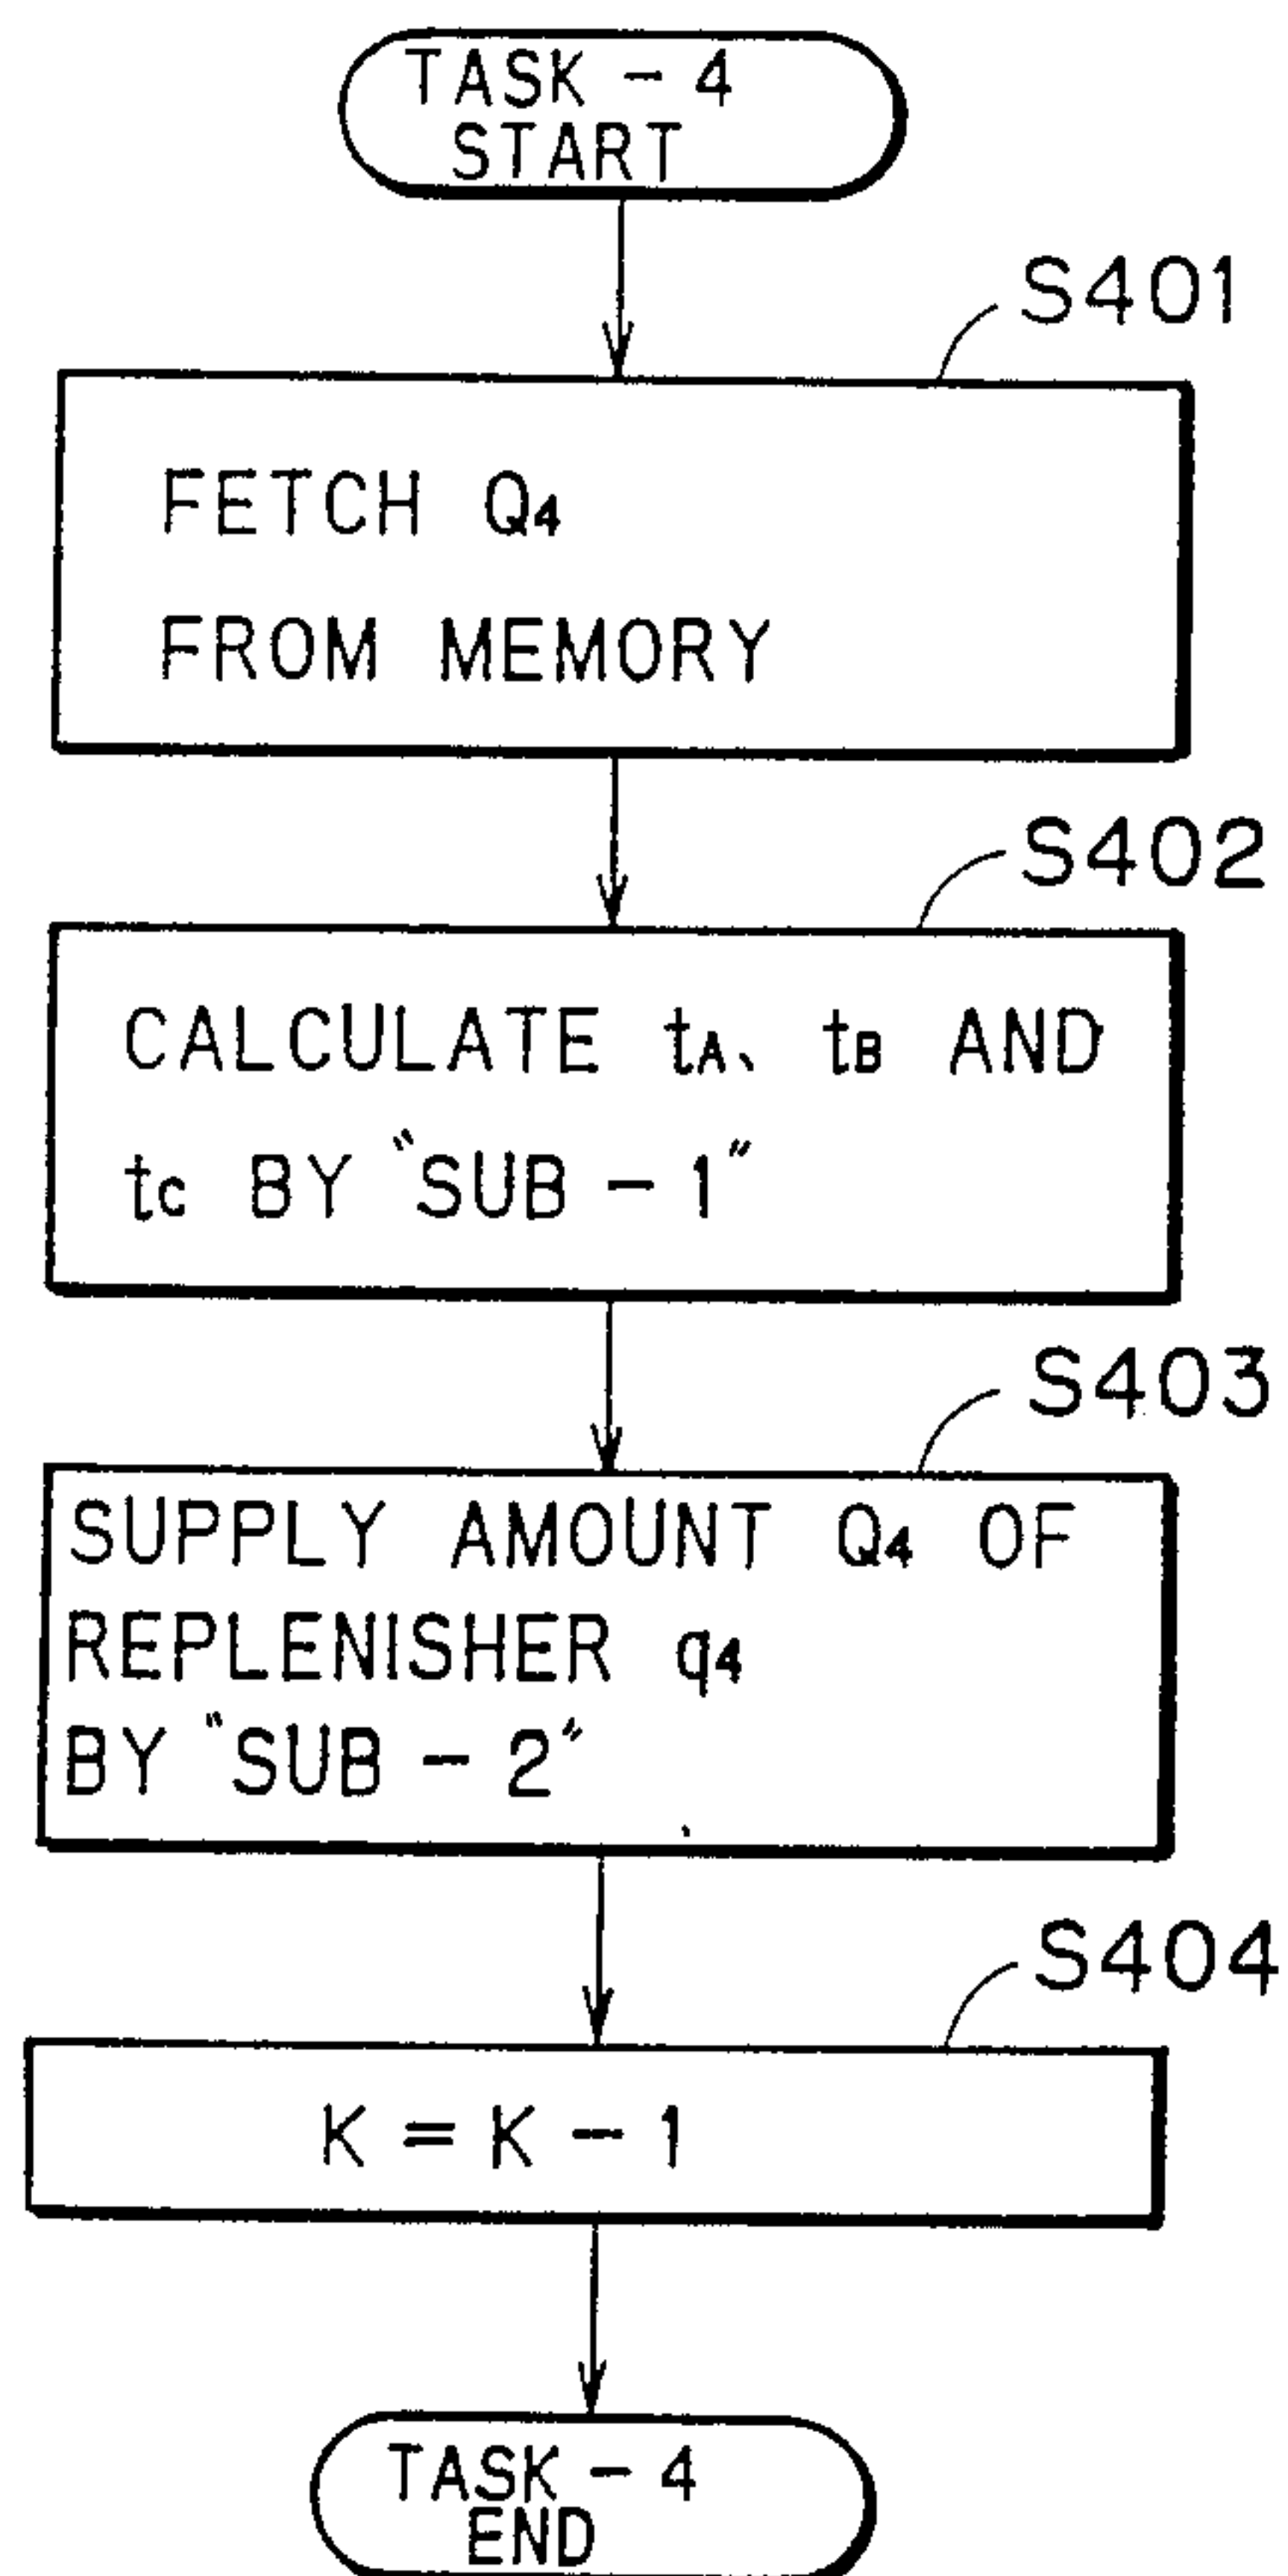 TASK - 4
START
S401
FETCH Q4
FROM MEMORY
S402
CALCULATE tA、 tB AND
tC BY "SUB - 1"
S403
SUPPLY AMOUNT Q4 OF
REPLENISHER q4
BY "SUB - 2"
S404
K = K - 1
TASK - 4
END